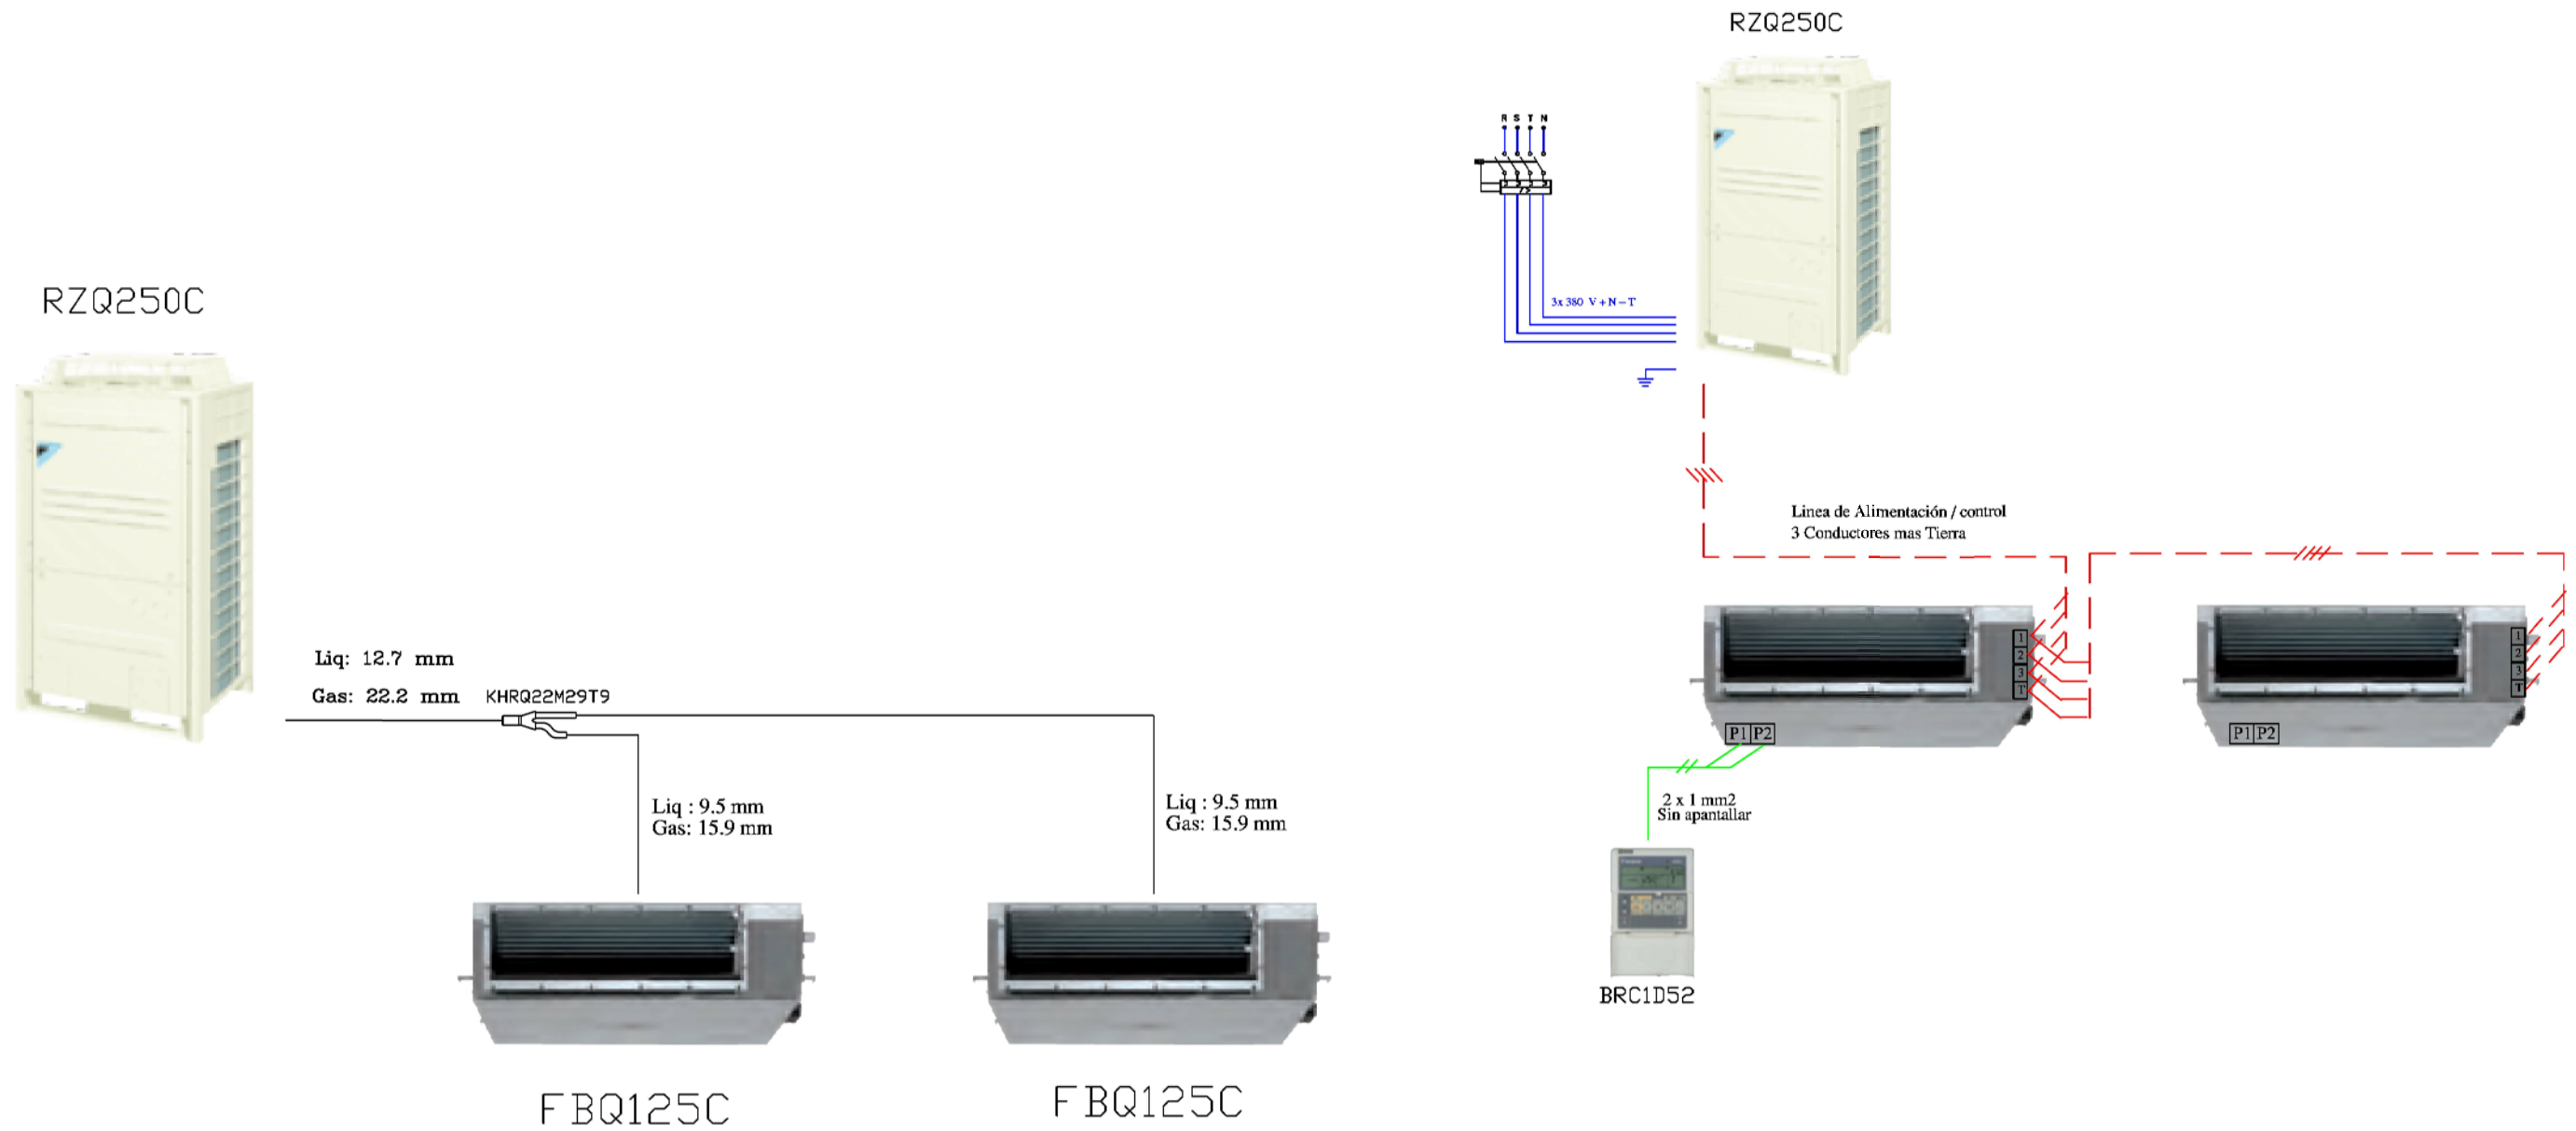 RZQ250C
Liq: 12.7 mm
Gas: 22.2 mm
KHRQ22M29T9
Liq : 9.5 mm
Gas: 15.9 mm
Liq : 9.5 mm
Gas: 15.9 mm
FBQ125C
FBQ125C
RZQ250C
R S T N
3x 380 V + N - T
Linea de Alimentación / control
3 Conductores mas Tierra
1
2
3
T
P1 P2
1
2
3
T
P1 P2
2 x 1 mm2
Sin apantallar
BRC1D52